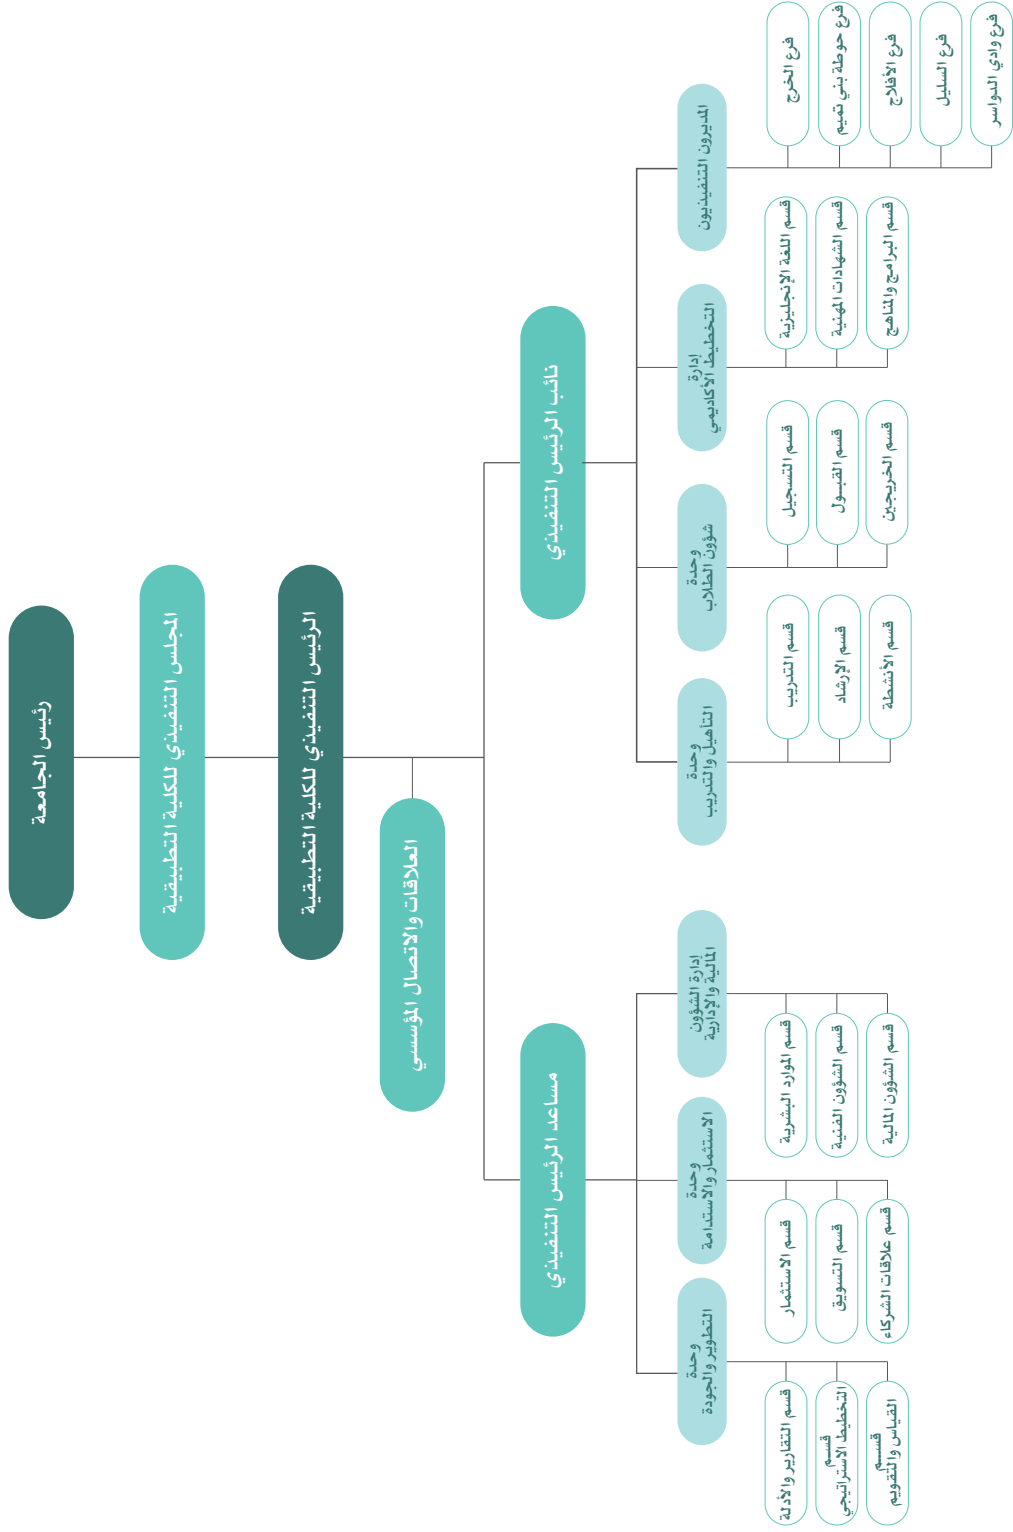 رئيس الجامعة
المجلس التنفيذي للكلية التطبيقية
الرئيس التنفيذي للكلية التطبيقية
العلاقات والاتصال المؤسسي
نائب الرئيس التنفيذي
مساعد الرئيس التنفيذي
المديرون التنفيذيون
فرع الخرج
فرع حوطة بني تميم
فرع الأفلاج
فرع السليل
فرع وادي الدواسر
إدارة
التخطيط الأكاديمي
قسم اللغة الإنجليزية
قسم الشهادات المهنية
قسم البرامج والمناهج
وحدة
شؤون الطلاب
قسم التسجيل
قسم القبـــول
قسم الخريجين
وحدة
التأهيل والتدريب
قسم التدريب
قسم الإرشاد
قسم الأنشطة
إدارة الشؤون
المالية والإدارية
قسم الموارد البشرية
قسم الشؤون الفنية
قسم الشؤون المالية
وحدة
الاستثمار والاستدامة
قسم الاستثمار
قسم التسويق
قسم علاقات الشركاء
وحدة
التطوير والجودة
قسم التقارير والأدلة
قســـم
التخطيط الاستراتيجي
قســـم
القياس والتقويم